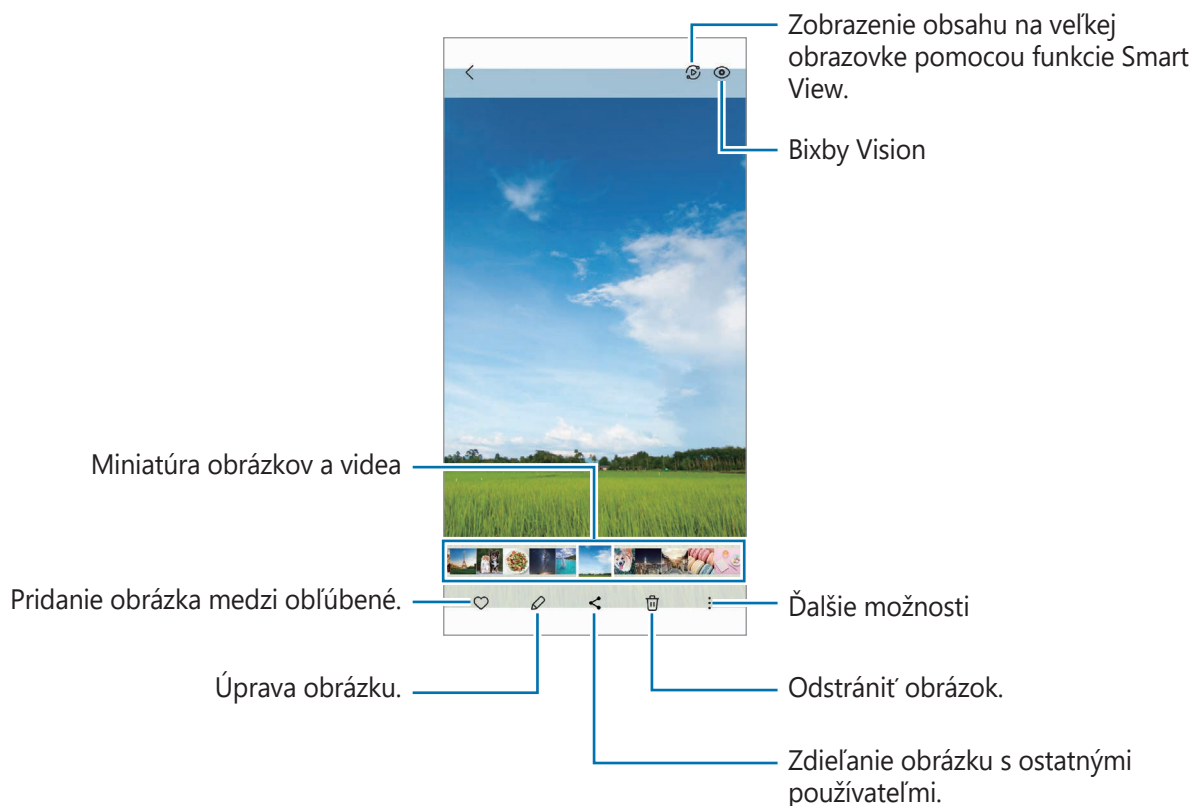 Zobrazenie obsahu na veľkej
obrazovke pomocou funkcie Smart
View.
Bixby Vision
Miniatúra obrázkov a videa
Pridanie obrázka medzi obľúbené.
Ďalšie možnosti
Úprava obrázku.
Odstrániť obrázok.
Zdieľanie obrázku s ostatnými
používateľmi.